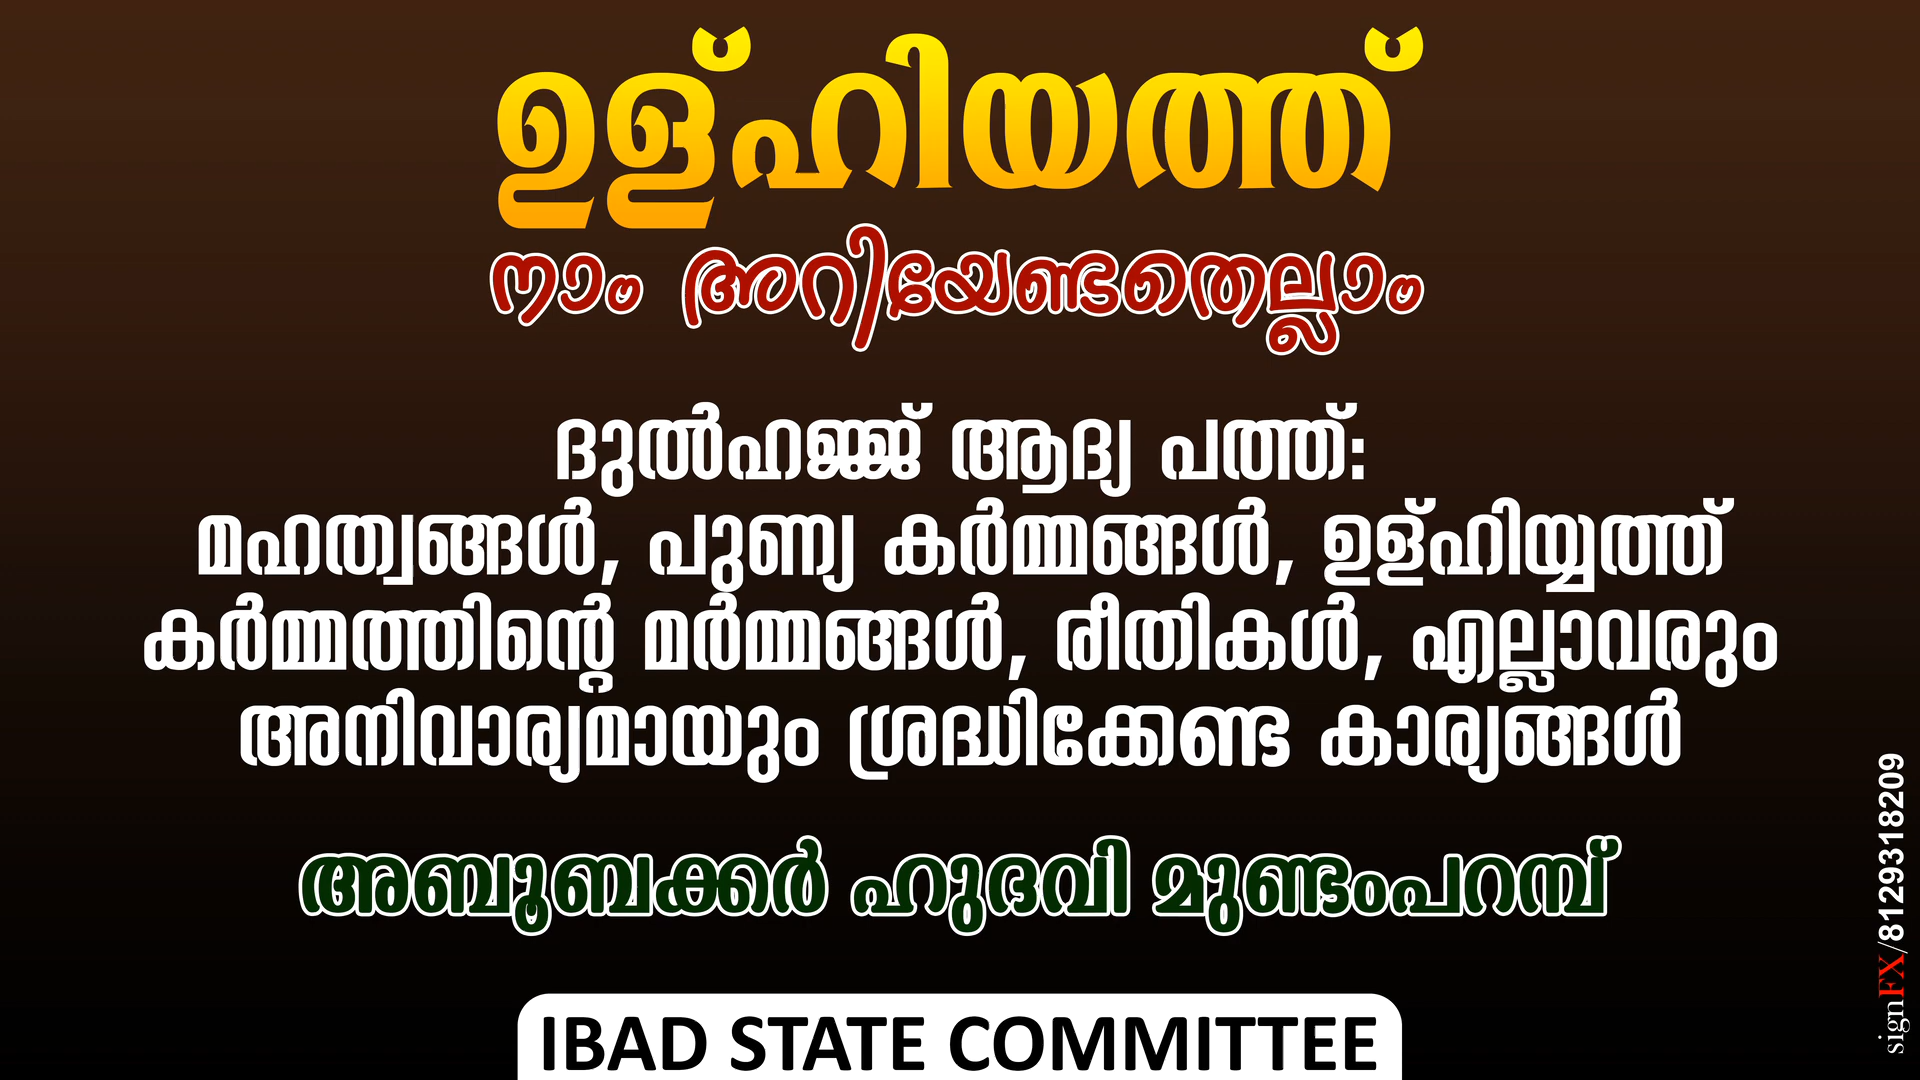 ഉള്ഹിയത്ത്
നാം അറിയേണ്ടതെല്ലാം
ദുൽഹജ്ജ് ആദ്യ പത്ത്:
മഹത്വങ്ങൾ, പുണ്യ കർമ്മങ്ങൾ, ഉള്ഹിയ്യത്ത്
കർമ്മത്തിന്റെ മർമ്മങ്ങൾ, രീതികൾ, എല്ലാവരും
അനിവാര്യമായും ശ്രദ്ധിക്കേണ്ട കാര്യങ്ങൾ
അബൂബക്കർ ഹുദവി മുണ്ടംപറമ്പ്
IBAD STATE COMMITTEE
signFX/8129318209